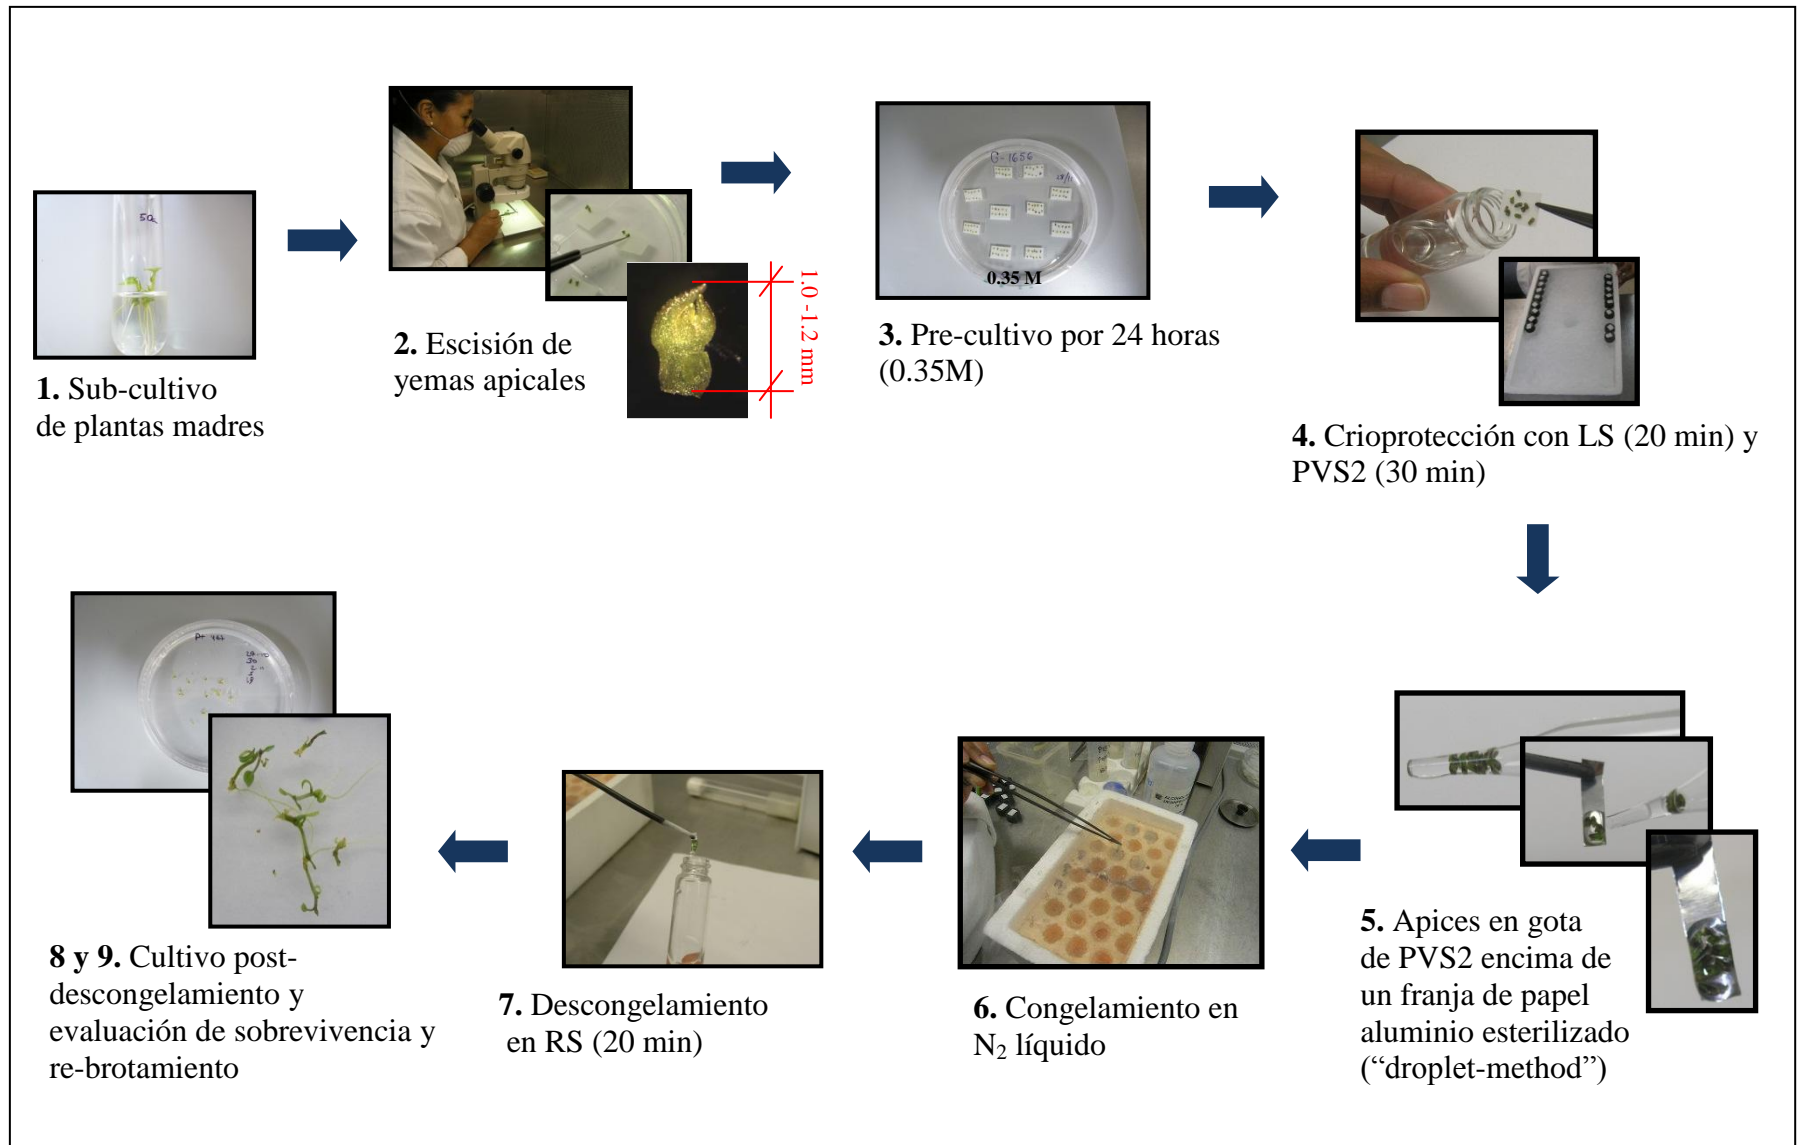 50c
1. Sub-cultivo
de plantas madres
2. Escisión de
yemas apicales
1.0 -1.2 mm
G-1656
0.35 M
3. Pre-cultivo por 24 horas
(0.35M)
4. Crioprotección con LS (20 min) y
PVS2 (30 min)
5. Apices en gota
de PVS2 encima de
un franja de papel
aluminio esterilizado
(“droplet-method”)
ALCOHOL
6. Congelamiento en
N₂ líquido
7. Descongelamiento
en RS (20 min)
8 y 9. Cultivo post-
descongelamiento y
evaluación de sobrevivencia y
re-brotamiento